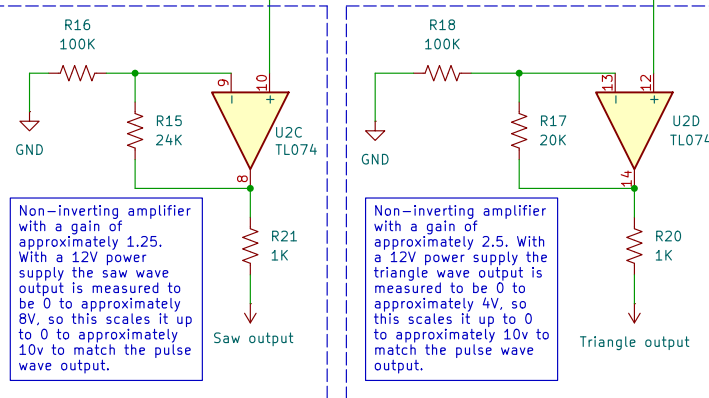 R16
100K
9
10
R15
24K
GND
U2C
TL074
8
R21
1K
Saw output
Non-inverting amplifier
with a gain of
approximately 1.25.
With a 12V power
supply the saw wave
output is measured to
be 0 to approximately
8V, so this scales it up
to 0 to approximately
10v to match the pulse
wave output.
R18
100K
13
12
R17
20K
GND
U2D
TL074
14
R20
1K
Triangle output
Non-inverting amplifier
with a gain of
approximately 2.5. With
a 12V power supply the
triangle wave output is
measured to be 0 to
approximately 4V, so
this scales it up to 0
to approximately 10v to
match the pulse wave
output.